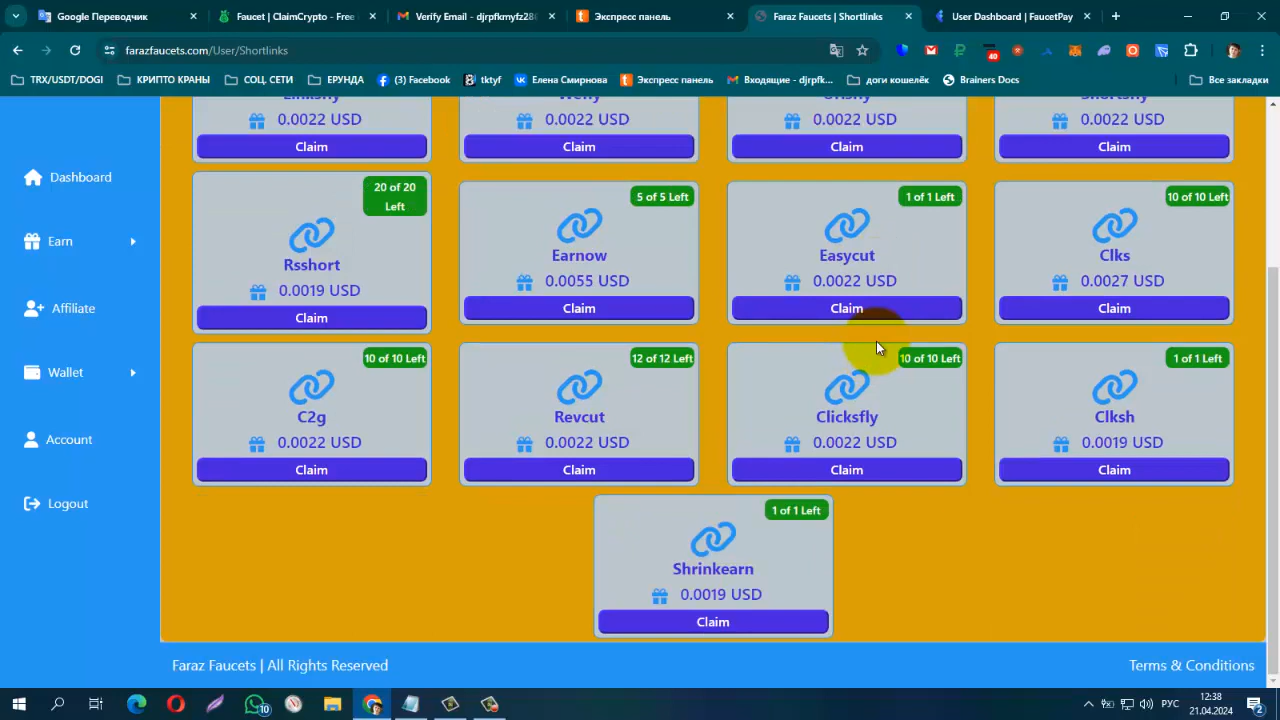 Google Переводчик
Faucet | ClaimCrypto - Free
Verify Email - djrpkmyfz288
Экспресс панель
Faraz Faucets | Shortlinks
User Dashboard | FaucetPay
farazfaucets.com/User/Shortlinks
40
TRX/USDT/DOGI
КРИПТО КРАНЫ
СОЦ. СЕТИ
ЕРУНДА
(3) Facebook
tktyf
Елена Смирнова
Экспресс панель
Входящие - djrpfk...
доги кошелёк
Brainers Docs
Все закладки
Dashboard
Earn
Affiliate
Wallet
Account
Logout
Linksfly
0.0022 USD
Claim
0.0022 USD
Claim
0.0022 USD
Claim
Shortsfly
0.0022 USD
Claim
20 of 20
Left
Rsshort
0.0019 USD
Claim
5 of 5 Left
Earnow
0.0055 USD
Claim
1 of 1 Left
Easycut
0.0022 USD
Claim
10 of 10 Left
Clks
0.0027 USD
Claim
10 of 10 Left
C2g
0.0022 USD
Claim
12 of 12 Left
Revcut
0.0022 USD
Claim
10 of 10 Left
Clicksfly
0.0022 USD
Claim
1 of 1 Left
Clksh
0.0019 USD
Claim
1 of 1 Left
Shrinkearn
0.0019 USD
Claim
Faraz Faucets | All Rights Reserved
Terms & Conditions
10
РУС
12:38
21.04.2024
2